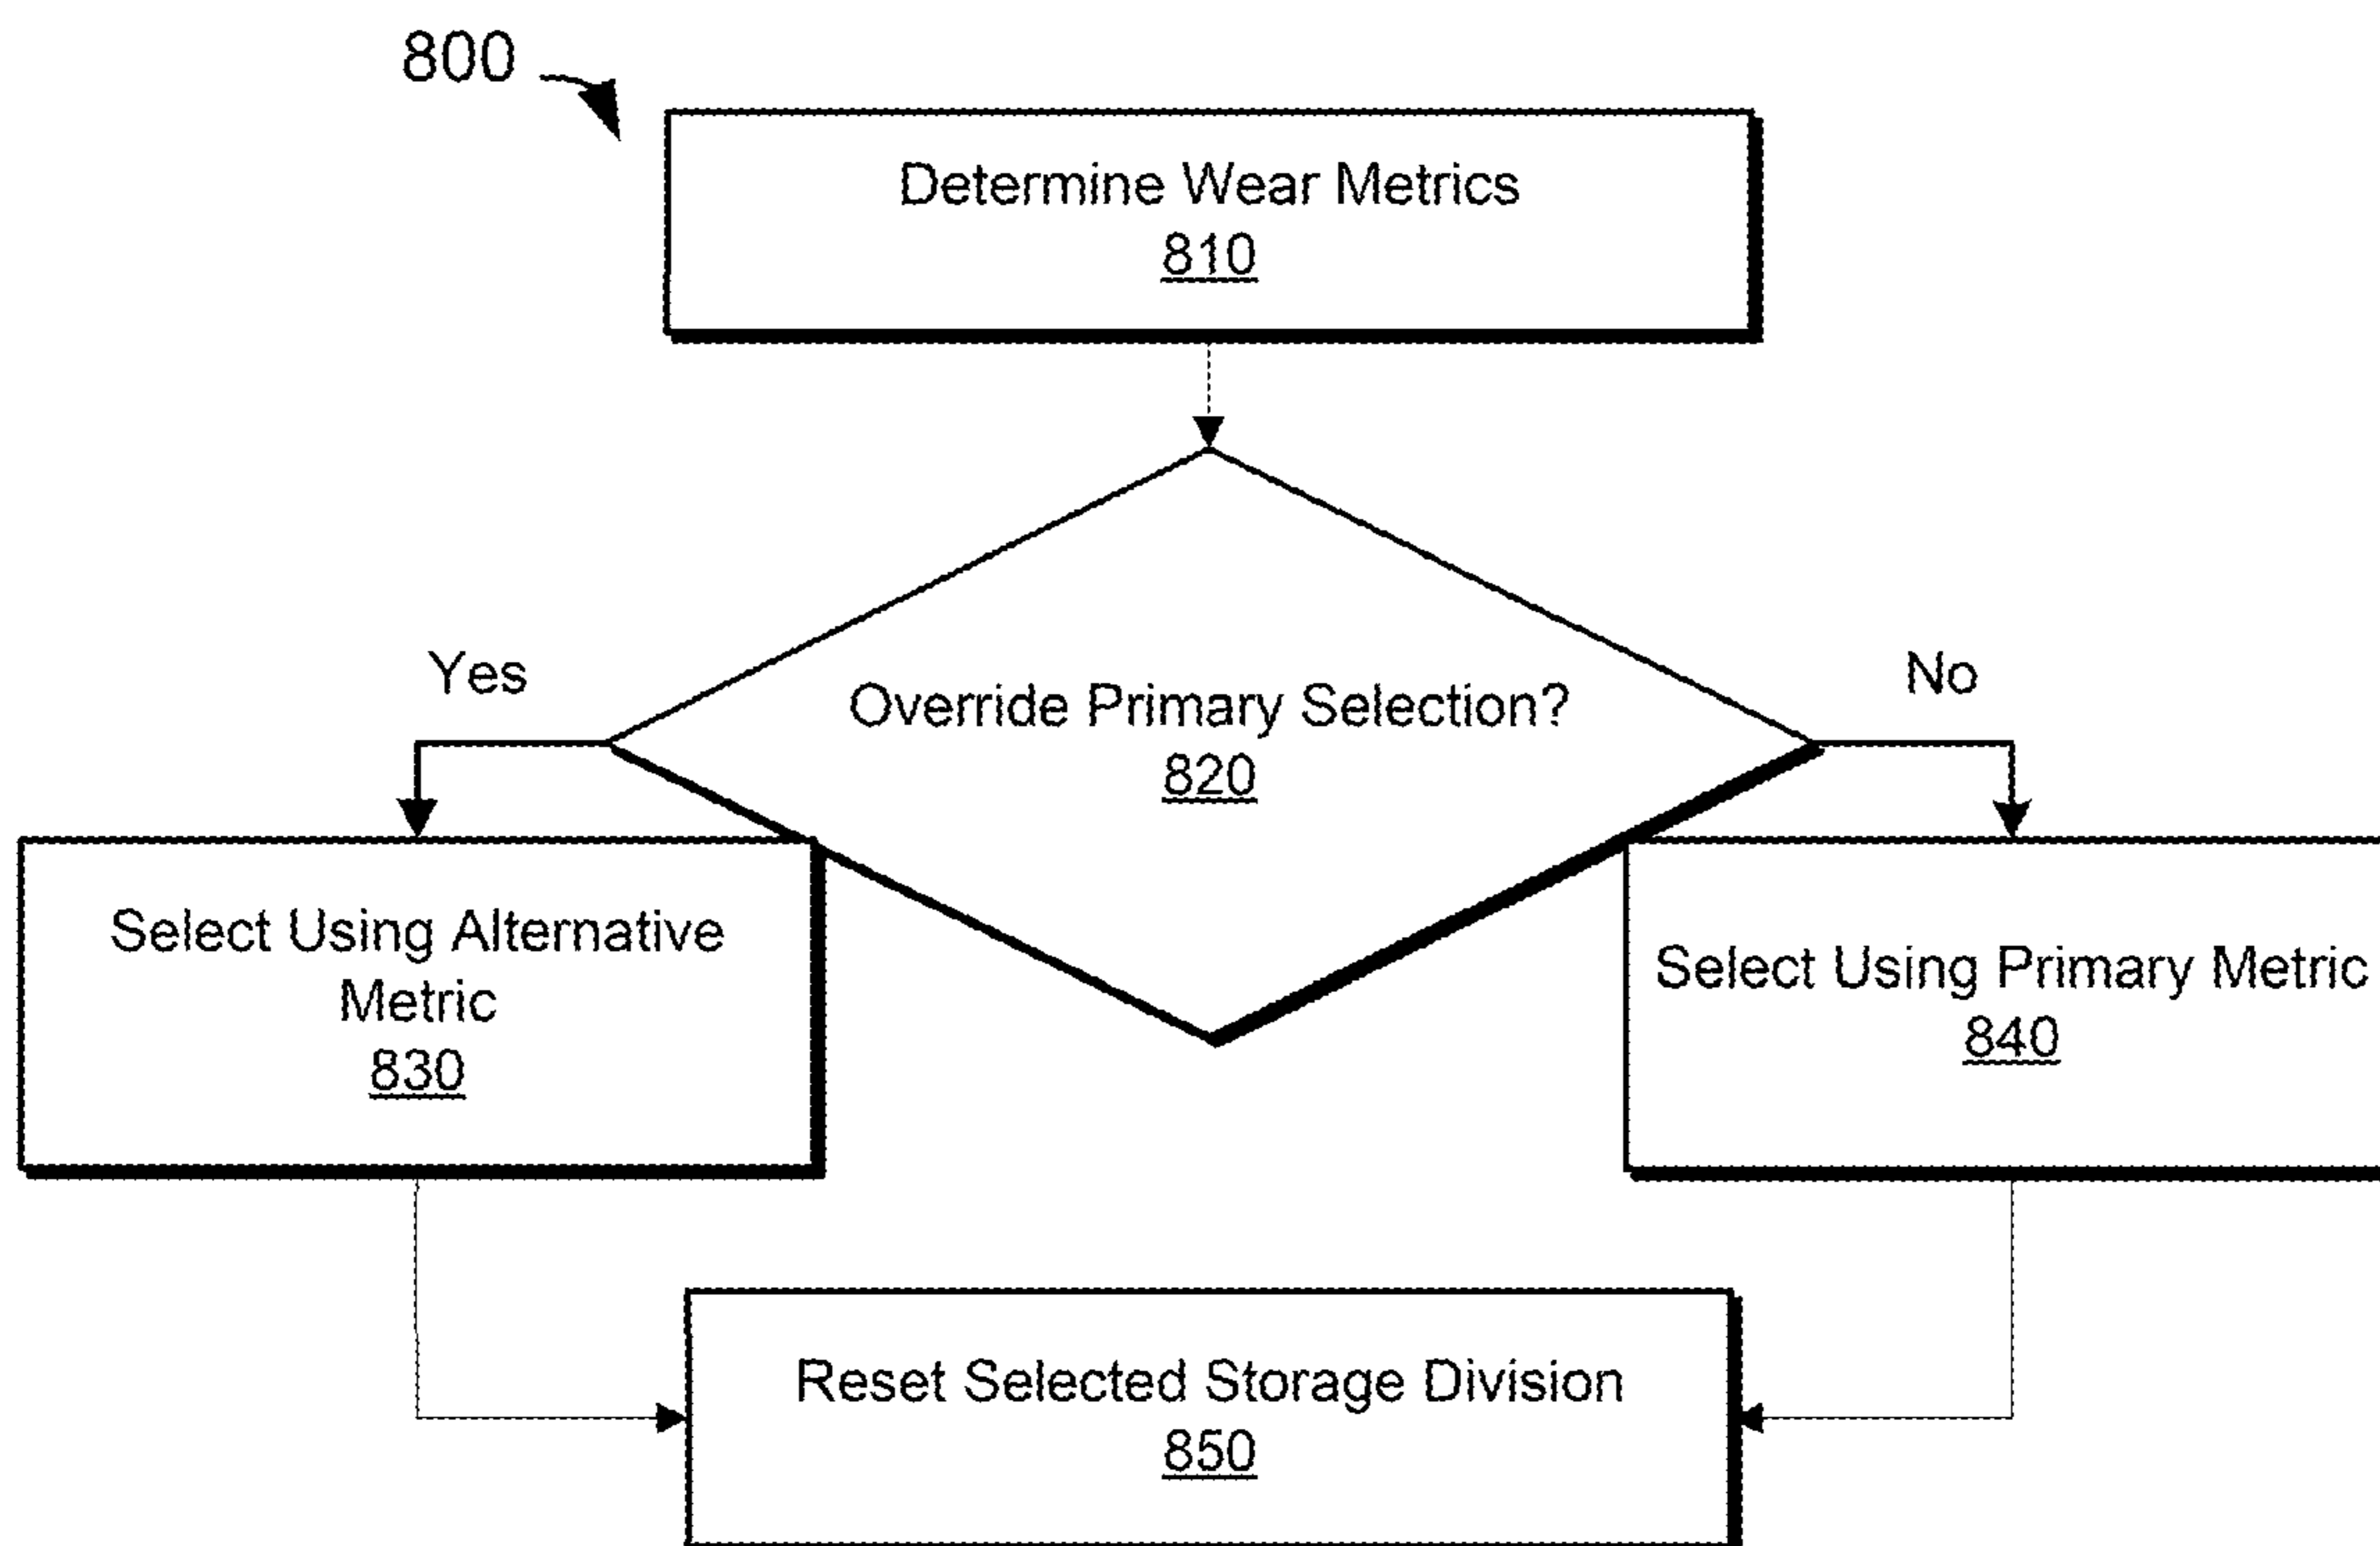 800
Determine Wear Metrics
810
Yes
No
Override Primary Selection?
820
Select Using Alternative
Metric
830
Select Using Primary Metric
840
Reset Selected Storage Division
850